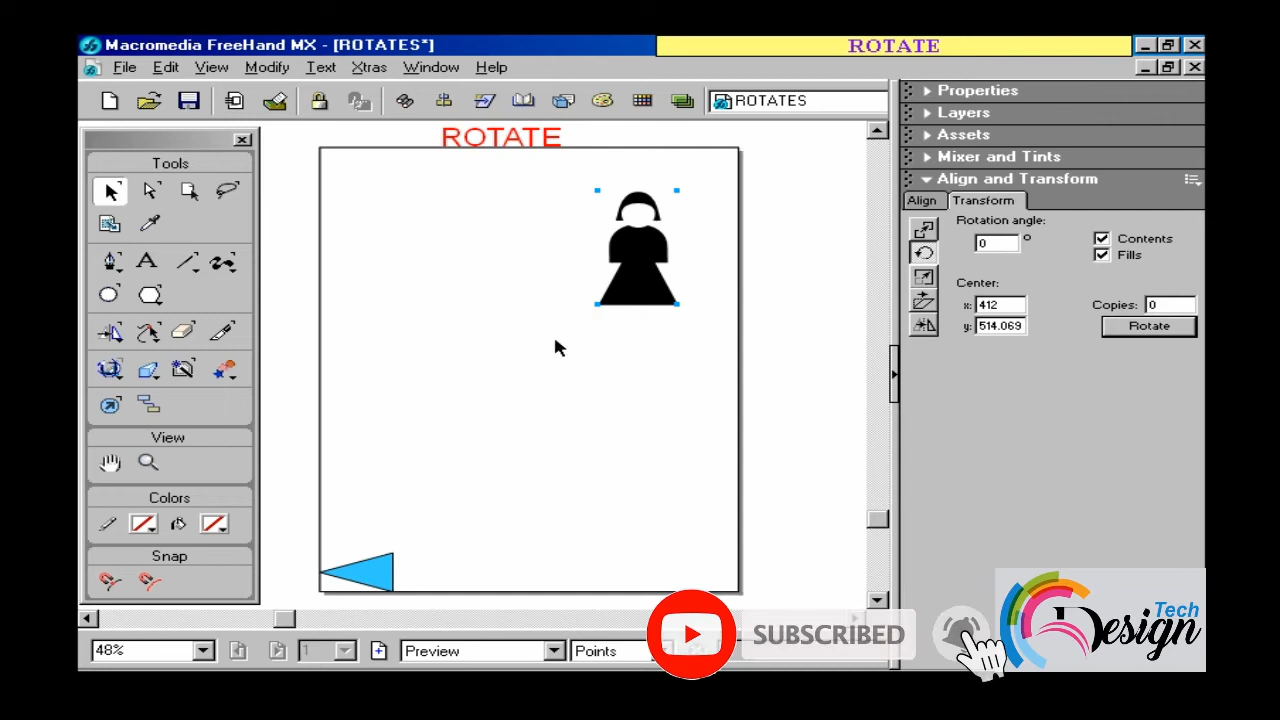 Macromedia FreeHand MX - [ROTATES*]
ROTATE
File Edit View Modify Text Xtras Window Help
ROTATES
Properties
Layers
Assets
Mixer and Tints
Align and Transform
Align Transform
Rotation angle:
0 °
Contents
Fills
Center:
x: 412
Copies: 0
y: 514.069
Rotate
Tools
View
Colors
Snap
ROTATE
48%
1
Preview
Points
SUBSCRIBED
Tech
Design